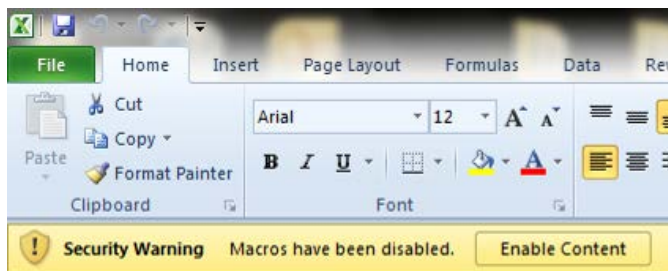 File Home Insert Page Layout Formulas Data
Cut
Arial 12 A A
Copy
Paste
Format Painter
B I U A
Clipboard Font
Security Warning Macros have been disabled. Enable Content